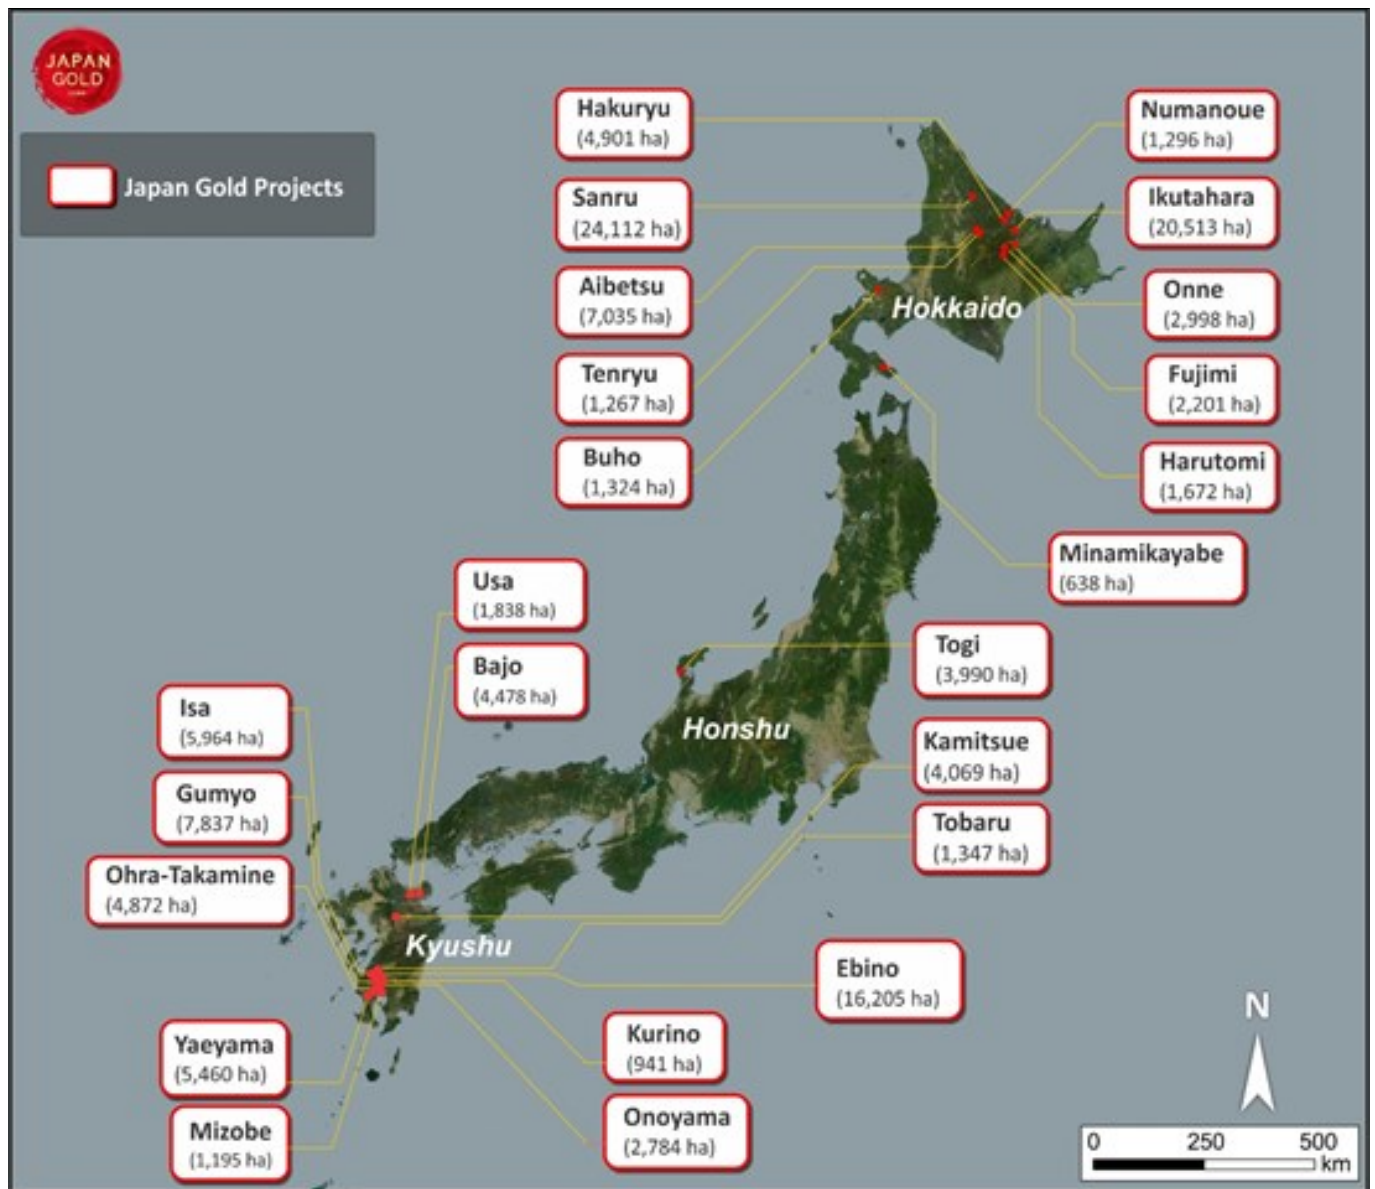 JAPAN
GOLD
Japan Gold Projects
Hakuryu
(4,901 ha)
Sanru
(24,112 ha)
Aibetsu
(7,035 ha)
Tenryu
(1,267 ha)
Buho
(1,324 ha)
Numanoue
(1,296 ha)
Ikutahara
(20,513 ha)
Onne
(2,998 ha)
Fujimi
(2,201 ha)
Harutomi
(1,672 ha)
Minamikayabe
(638 ha)
Hokkaido
Usa
(1,838 ha)
Bajo
(4,478 ha)
Togi
(3,990 ha)
Honshu
Kamitsue
(4,069 ha)
Tobaru
(1,347 ha)
Isa
(5,964 ha)
Gumyo
(7,837 ha)
Ohra-Takamine
(4,872 ha)
Kyushu
Ebino
(16,205 ha)
Yaeyama
(5,460 ha)
Mizobe
(1,195 ha)
Kurino
(941 ha)
Onoyama
(2,784 ha)
N
0 250 500
km